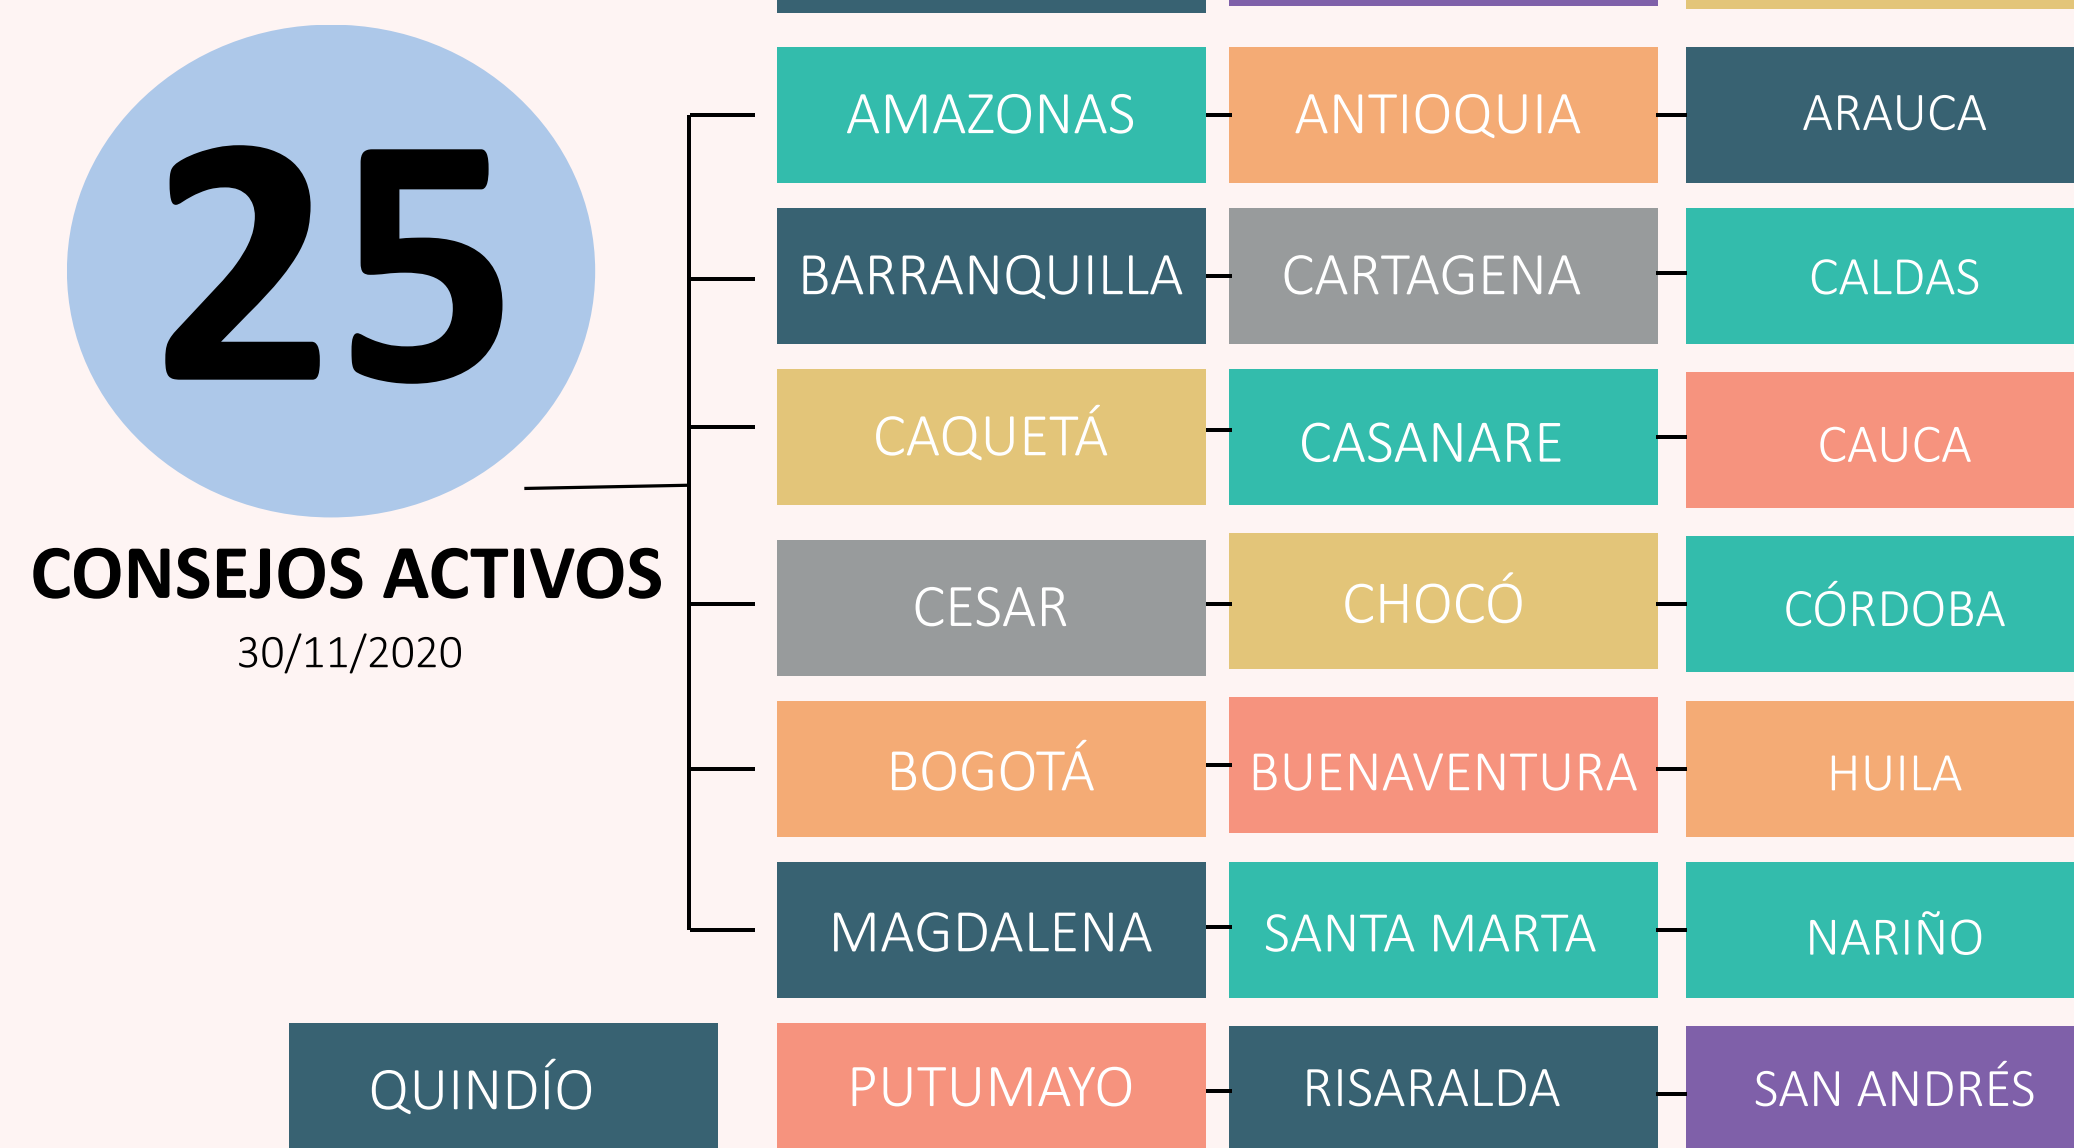 25
CONSEJOS ACTIVOS
30/11/2020
AMAZONAS
ANTIOQUIA
ARAUCA
BARRANQUILLA
CARTAGENA
CALDAS
CAQUETÁ
CASANARE
CAUCA
CESAR
CHOCÓ
CÓRDOBA
BOGOTÁ
BUENAVENTURA
HUILA
MAGDALENA
SANTA MARTA
NARIÑO
QUINDÍO
PUTUMAYO
RISARALDA
SAN ANDRÉS